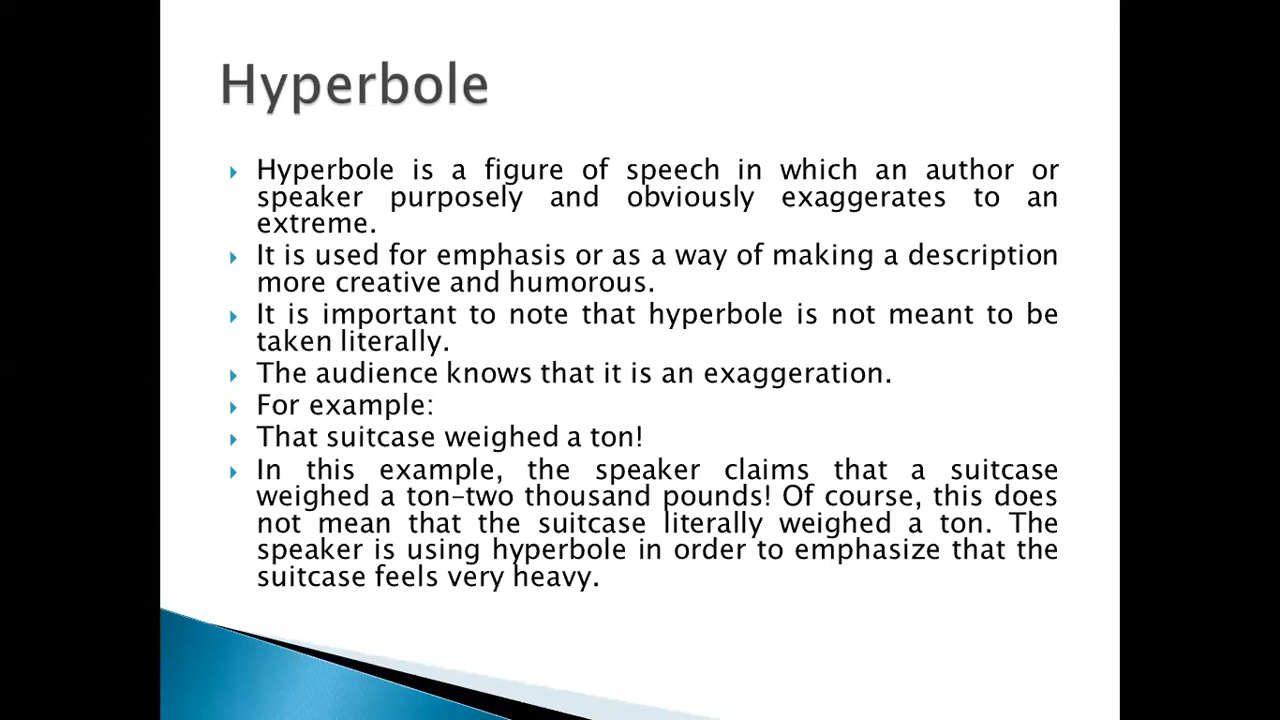 Hyperbole
Hyperbole is a figure of speech in which an author or
speaker purposely and obviously exaggerates to an
extreme.
It is used for emphasis or as a way of making a description
more creative and humorous.
It is important to note that hyperbole is not meant to be
taken literally.
The audience knows that it is an exaggeration.
For example:
That suitcase weighed a ton!
In this example, the speaker claims that a suitcase
weighed a ton–two thousand pounds! Of course, this does
not mean that the suitcase literally weighed a ton. The
speaker is using hyperbole in order to emphasize that the
suitcase feels very heavy.